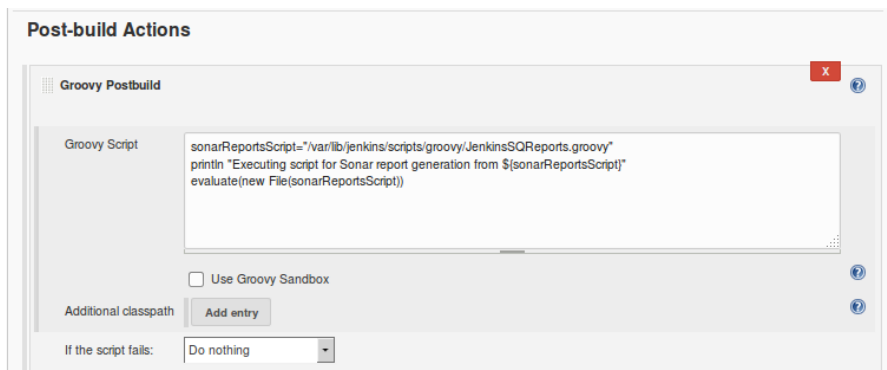 Post-build Actions
X
Groovy Postbuild
Groovy Script
sonarReportsScript="/var/lib/jenkins/scripts/groovy/JenkinsSQReports.groovy"
println "Executing script for Sonar report generation from ${sonarReportsScript}"
evaluate(new File(sonarReportsScript))
Use Groovy Sandbox
Additional classpath Add entry
If the script fails: Do nothing